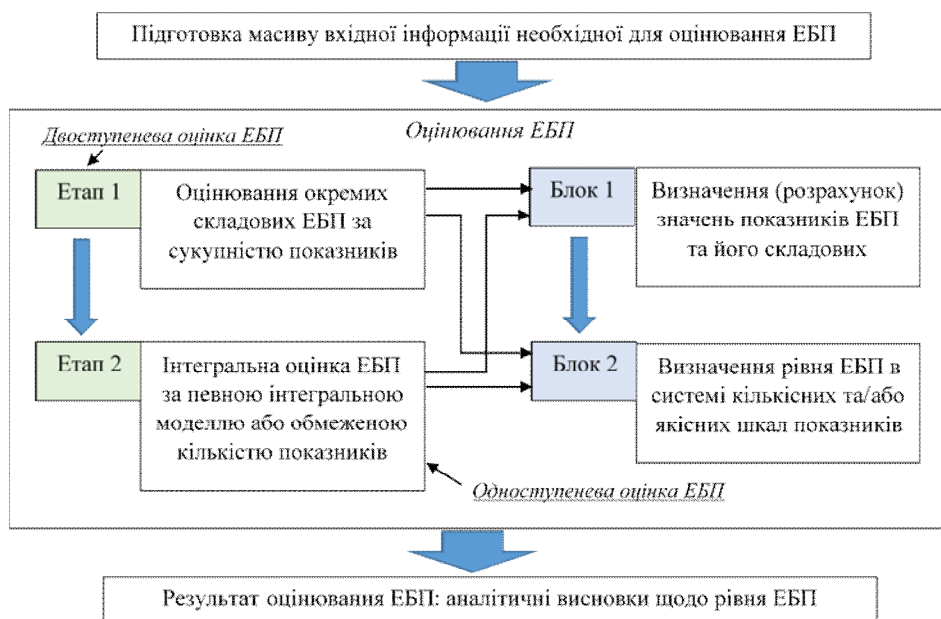 Підготовка масиву вхідної інформації необхідної для оцінювання ЕБП
Оцінювання ЕБП
Двоступенева оцінка ЕБП
Етап 1
Оцінювання окремих
складових ЕБП за
сукупністю показників
Блок 1
Визначення (розрахунок)
значень показників ЕБП
та його складових
Етап 2
Інтегральна оцінка ЕБП
за певною інтегральною
моделлю або обмеженою
кількістю показників
Блок 2
Визначення рівня ЕБП в
системі кількісних та/або
якісних шкал показників
Одноступенева оцінка ЕБП
Результат оцінювання ЕБП: аналітичні висновки щодо рівня ЕБП